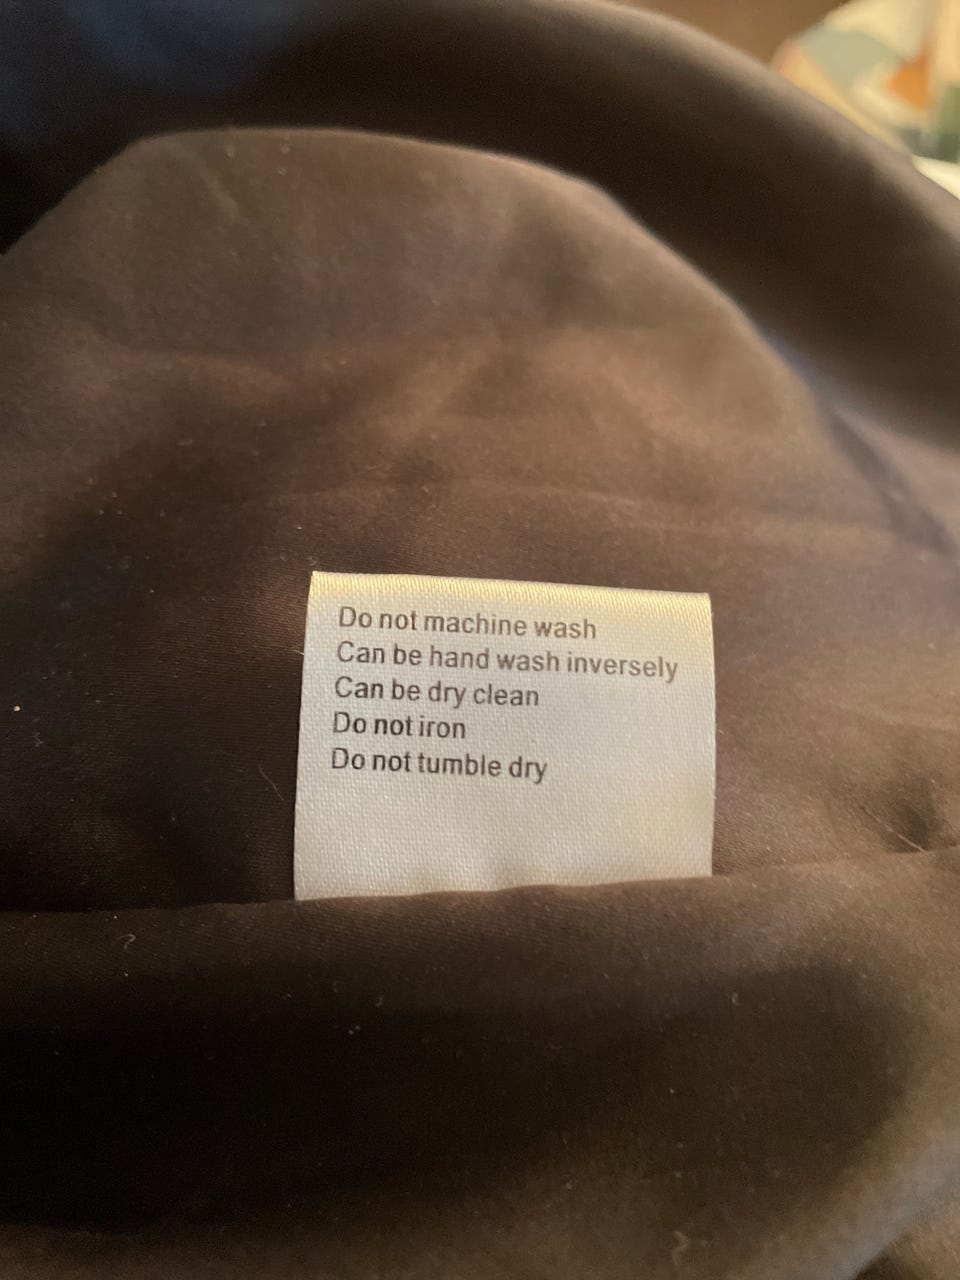 Do not machine wash
Can be hand wash inversely
Can be dry clean
Do not iron
Do not tumble dry